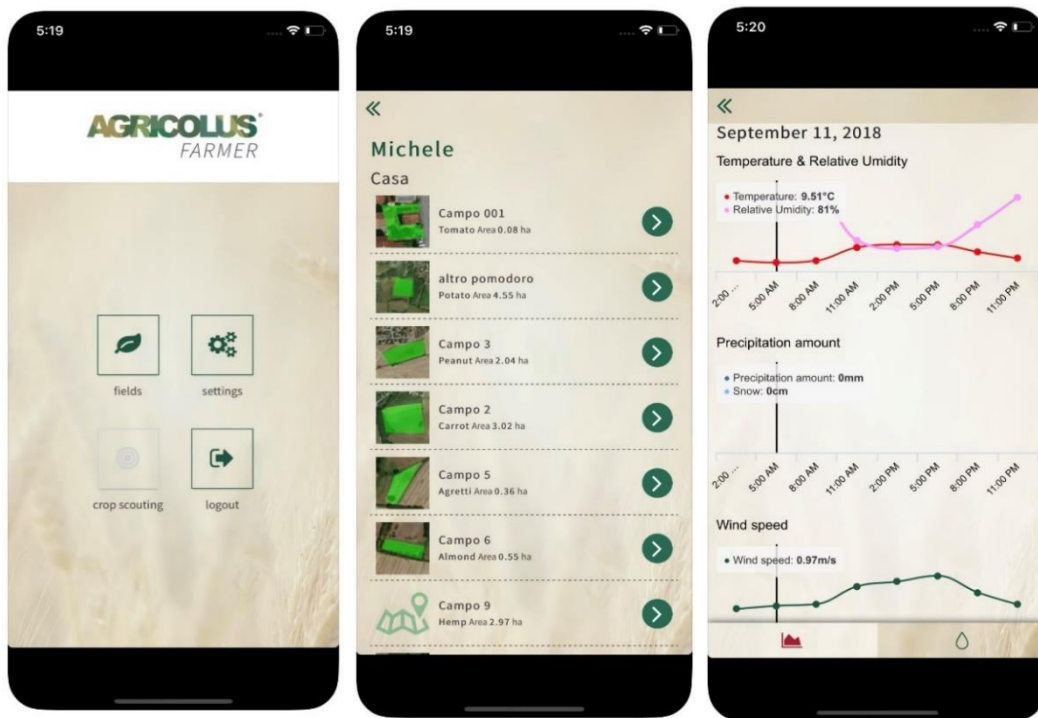 5:19
AGRICOLUS®
FARMER
fields
settings
crop scouting
logout
5:19
Michele
Casa
Campo 001
Tomato Area 0.08 ha
altro pomodoro
Potato Area 4.55 ha
Campo 3
Peanut Area 2.04 ha
Campo 2
Carrot Area 3.02 ha
Campo 5
Agretti Area 0.36 ha
Campo 6
Almond Area 0.55 ha
Campo 9
Hemp Area 2.97 ha
5:20
September 11, 2018
Temperature & Relative Umidity
Temperature: 9.51°C
Relative Umidity: 81%
2:00 ... 5:00 AM 8:00 AM 11:00 AM 2:00 PM 5:00 PM 8:00 PM 11:00 PM
Precipitation amount
Precipitation amount: 0mm
Snow: 0cm
2:00 ... 5:00 AM 8:00 AM 11:00 AM 2:00 PM 5:00 PM 8:00 PM 11:00 PM
Wind speed
Wind speed: 0.97m/s